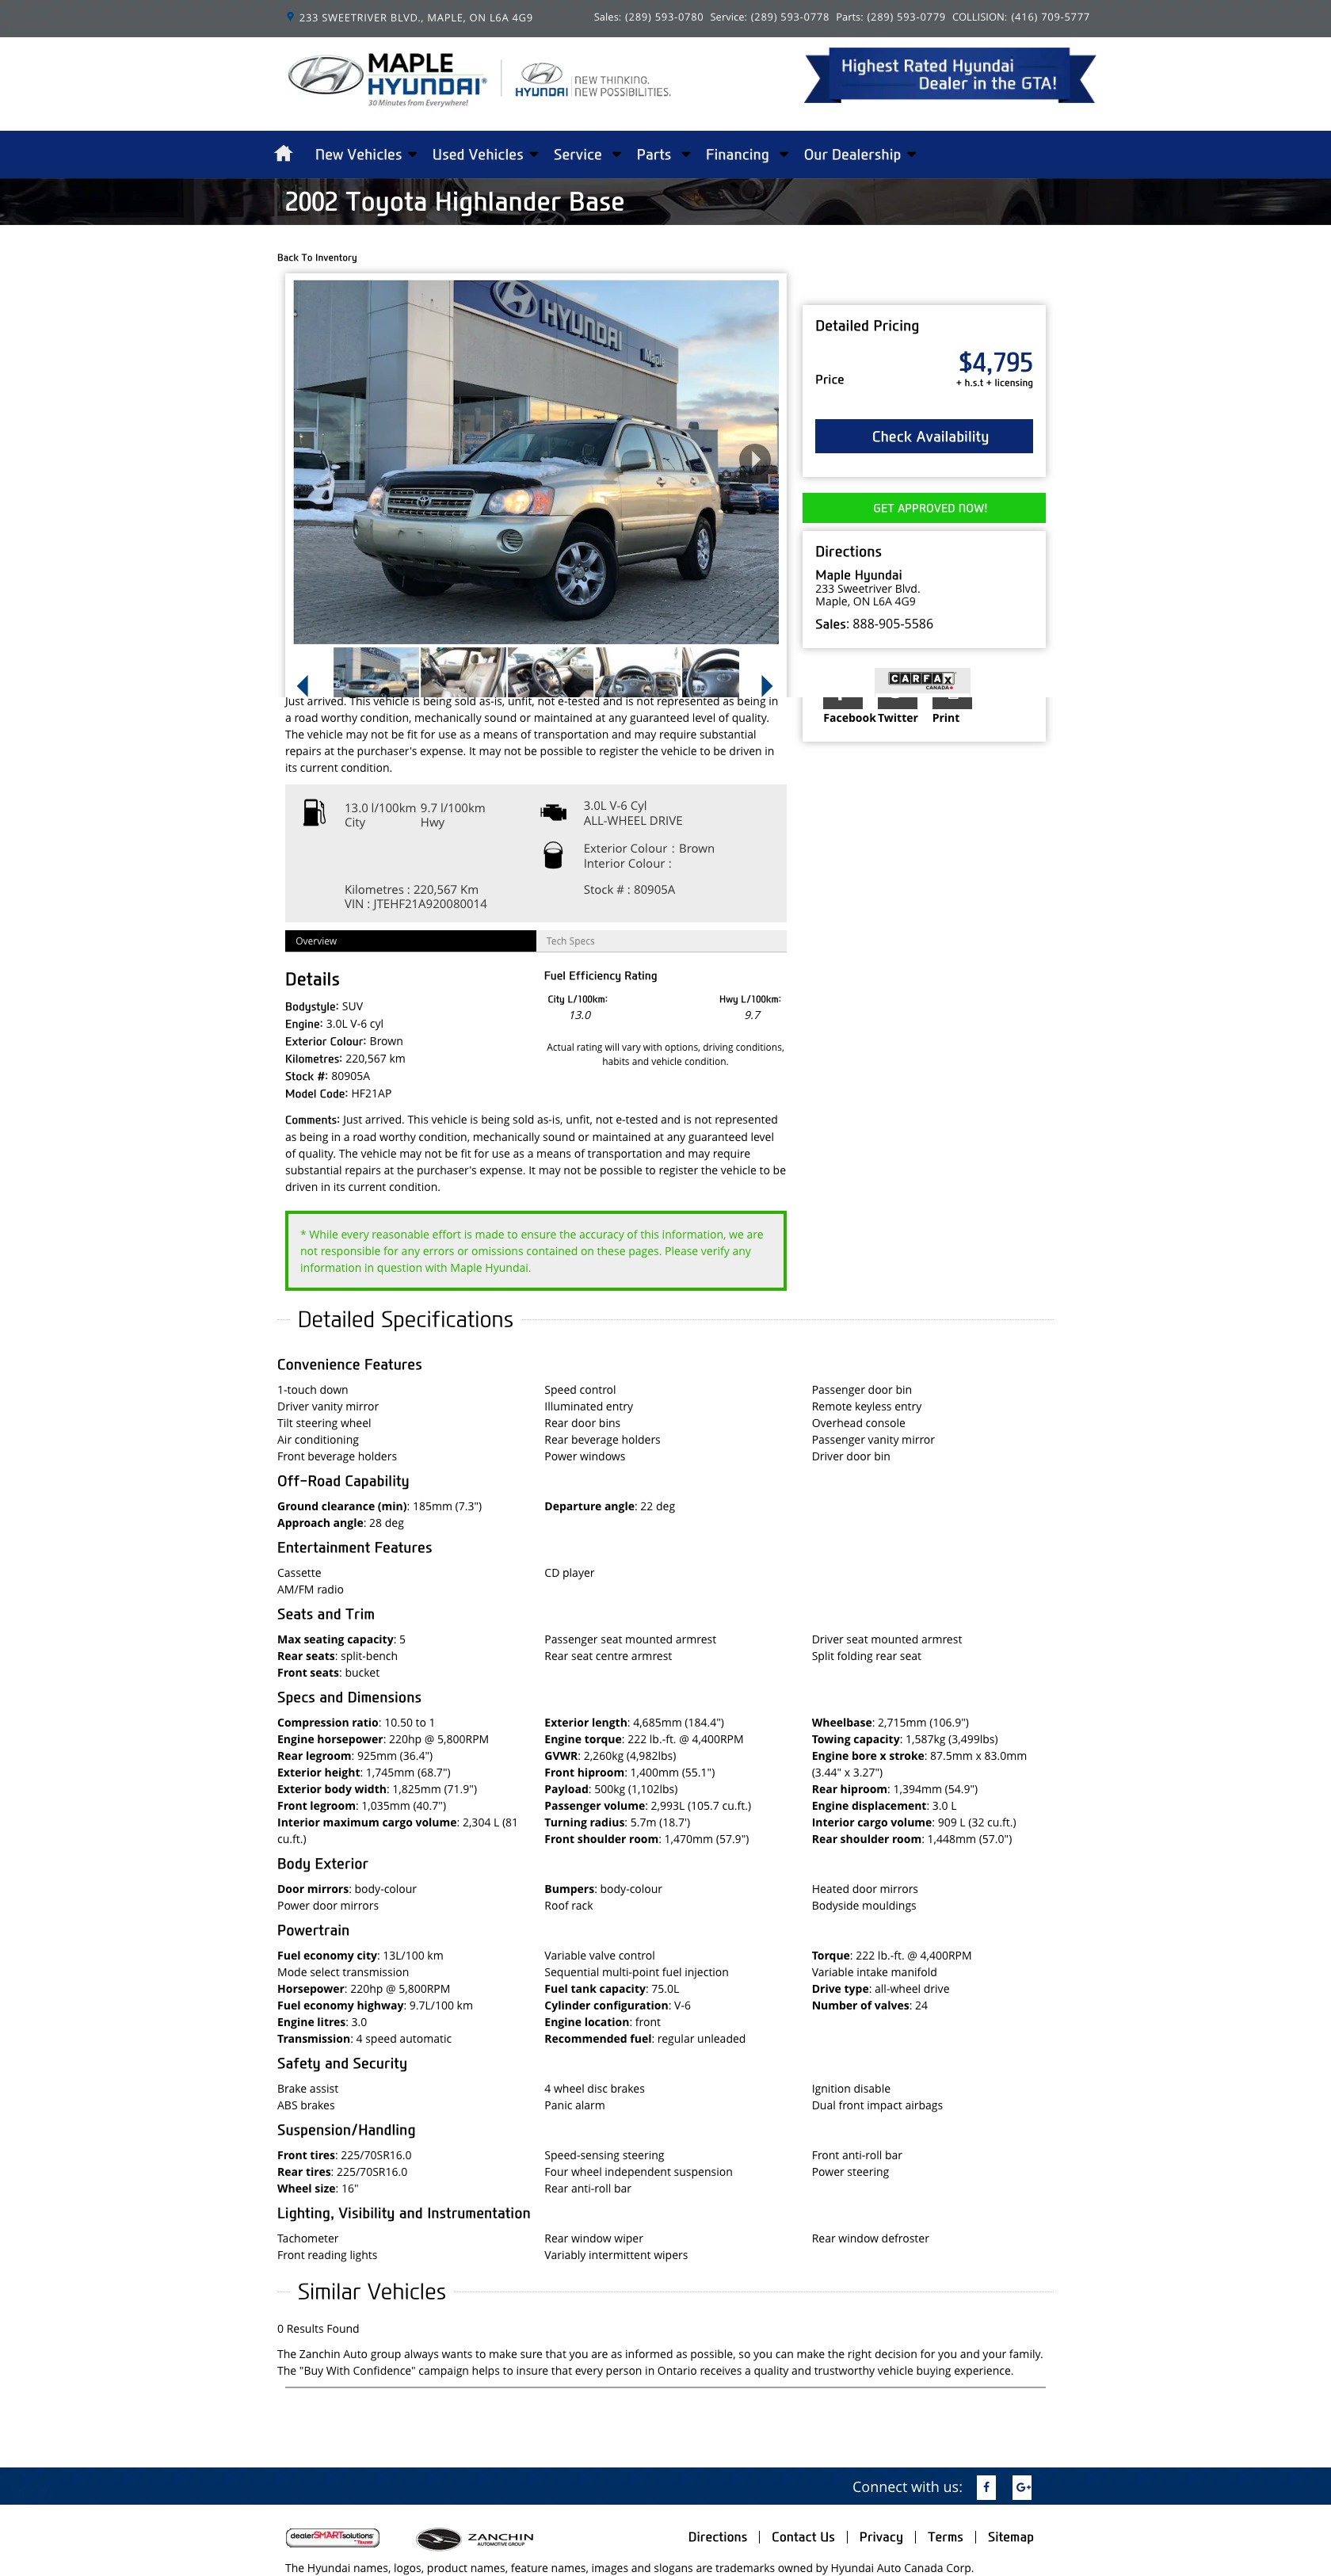 233 SWEETRIVER BLVD., MAPLE, ON L6A 4G9
Sales: (289) 593-0780 Service: (289) 593-0778 Parts: (289) 593-0779 COLLISION: (416) 709-5777
MAPLE
HYUNDAI
30 Minutes from Everywhere!
HYUNDAI
NEW THINKING.
NEW POSSIBILITIES.
Highest Rated Hyundai
Dealer in the GTA!
New Vehicles Used Vehicles Service Parts Financing Our Dealership
2002 Toyota Highlander Base
Back To Inventory
HYUNDAI
Maple
Detailed Pricing
$4,795
Price
+ h.s.t + licensing
Check Availability
GET APPROVED NOW!
Directions
Maple Hyundai
233 Sweetriver Blvd.
Maple, ON L6A 4G9
Sales: 888-905-5586
CARFAX
CANADA
Facebook Twitter Print
Just arrived. This vehicle is being sold as-is, unfit, not e-tested and is not represented as being in
a road worthy condition, mechanically sound or maintained at any guaranteed level of quality.
The vehicle may not be fit for use as a means of transportation and may require substantial
repairs at the purchaser's expense. It may not be possible to register the vehicle to be driven in
its current condition.
13.0 l/100km 9.7 l/100km
City Hwy
3.0L V-6 Cyl
ALL-WHEEL DRIVE
Exterior Colour : Brown
Interior Colour :
Kilometres : 220,567 Km
VIN : JTEHF21A920080014
Stock # : 80905A
Overview
Tech Specs
Details
Bodystyle: SUV
Engine: 3.0L V-6 cyl
Exterior Colour: Brown
Kilometres: 220,567 km
Stock #: 80905A
Model Code: HF21AP
Fuel Efficiency Rating
City L/100km: Hwy L/100km:
13.0 9.7
Actual rating will vary with options, driving conditions,
habits and vehicle condition.
Comments: Just arrived. This vehicle is being sold as-is, unfit, not e-tested and is not represented
as being in a road worthy condition, mechanically sound or maintained at any guaranteed level
of quality. The vehicle may not be fit for use as a means of transportation and may require
substantial repairs at the purchaser's expense. It may not be possible to register the vehicle to be
driven in its current condition.
* While every reasonable effort is made to ensure the accuracy of this information, we are
not responsible for any errors or omissions contained on these pages. Please verify any
information in question with Maple Hyundai.
Detailed Specifications
Convenience Features
1-touch down Speed control Passenger door bin
Driver vanity mirror Illuminated entry Remote keyless entry
Tilt steering wheel Rear door bins Overhead console
Air conditioning Rear beverage holders Passenger vanity mirror
Front beverage holders Power windows Driver door bin
Off-Road Capability
Ground clearance (min): 185mm (7.3") Departure angle: 22 deg
Approach angle: 28 deg
Entertainment Features
Cassette CD player
AM/FM radio
Seats and Trim
Max seating capacity: 5 Passenger seat mounted armrest Driver seat mounted armrest
Rear seats: split-bench Rear seat centre armrest Split folding rear seat
Front seats: bucket
Specs and Dimensions
Compression ratio: 10.50 to 1 Exterior length: 4,685mm (184.4") Wheelbase: 2,715mm (106.9")
Engine horsepower: 220hp @ 5,800RPM Engine torque: 222 lb.-ft. @ 4,400RPM Towing capacity: 1,587kg (3,499lbs)
Rear legroom: 925mm (36.4") GVWR: 2,260kg (4,982lbs) Engine bore x stroke: 87.5mm x 83.0mm
Exterior height: 1,745mm (68.7") Front hiproom: 1,400mm (55.1") (3.44" x 3.27")
Exterior body width: 1,825mm (71.9") Payload: 500kg (1,102lbs) Rear hiproom: 1,394mm (54.9")
Front legroom: 1,035mm (40.7") Passenger volume: 2,993L (105.7 cu.ft.) Engine displacement: 3.0 L
Interior maximum cargo volume: 2,304 L (81 Turning radius: 5.7m (18.7') Interior cargo volume: 909 L (32 cu.ft.)
cu.ft.) Front shoulder room: 1,470mm (57.9") Rear shoulder room: 1,448mm (57.0")
Body Exterior
Door mirrors: body-colour Bumpers: body-colour Heated door mirrors
Power door mirrors Roof rack Bodyside mouldings
Powertrain
Fuel economy city: 13L/100 km Variable valve control Torque: 222 lb.-ft. @ 4,400RPM
Mode select transmission Sequential multi-point fuel injection Variable intake manifold
Horsepower: 220hp @ 5,800RPM Fuel tank capacity: 75.0L Drive type: all-wheel drive
Fuel economy highway: 9.7L/100 km Cylinder configuration: V-6 Number of valves: 24
Engine litres: 3.0 Engine location: front
Transmission: 4 speed automatic Recommended fuel: regular unleaded
Safety and Security
Brake assist 4 wheel disc brakes Ignition disable
ABS brakes Panic alarm Dual front impact airbags
Suspension/Handling
Front tires: 225/70SR16.0 Speed-sensing steering Front anti-roll bar
Rear tires: 225/70SR16.0 Four wheel independent suspension Power steering
Wheel size: 16" Rear anti-roll bar
Lighting, Visibility and Instrumentation
Tachometer Rear window wiper Rear window defroster
Front reading lights Variably intermittent wipers
Similar Vehicles
0 Results Found
The Zanchin Auto group always wants to make sure that you are as informed as possible, so you can make the right decision for you and your family.
The "Buy With Confidence" campaign helps to insure that every person in Ontario receives a quality and trustworthy vehicle buying experience.
Connect with us: f G+
dealerSMARTsolutions
ZANCHIN
AUTOMOTIVE GROUP
Directions | Contact Us | Privacy | Terms | Sitemap
The Hyundai names, logos, product names, feature names, images and slogans are trademarks owned by Hyundai Auto Canada Corp.